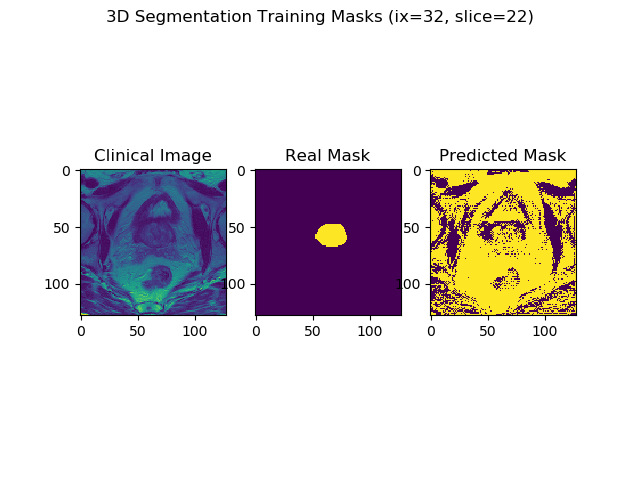 3D Segmentation Training Masks (ix=32, slice=22)
Clinical Image Real Mask Predicted Mask
0 0 0
50 50 50
100 100 100
0 50 100 0 50 100 0 50 100